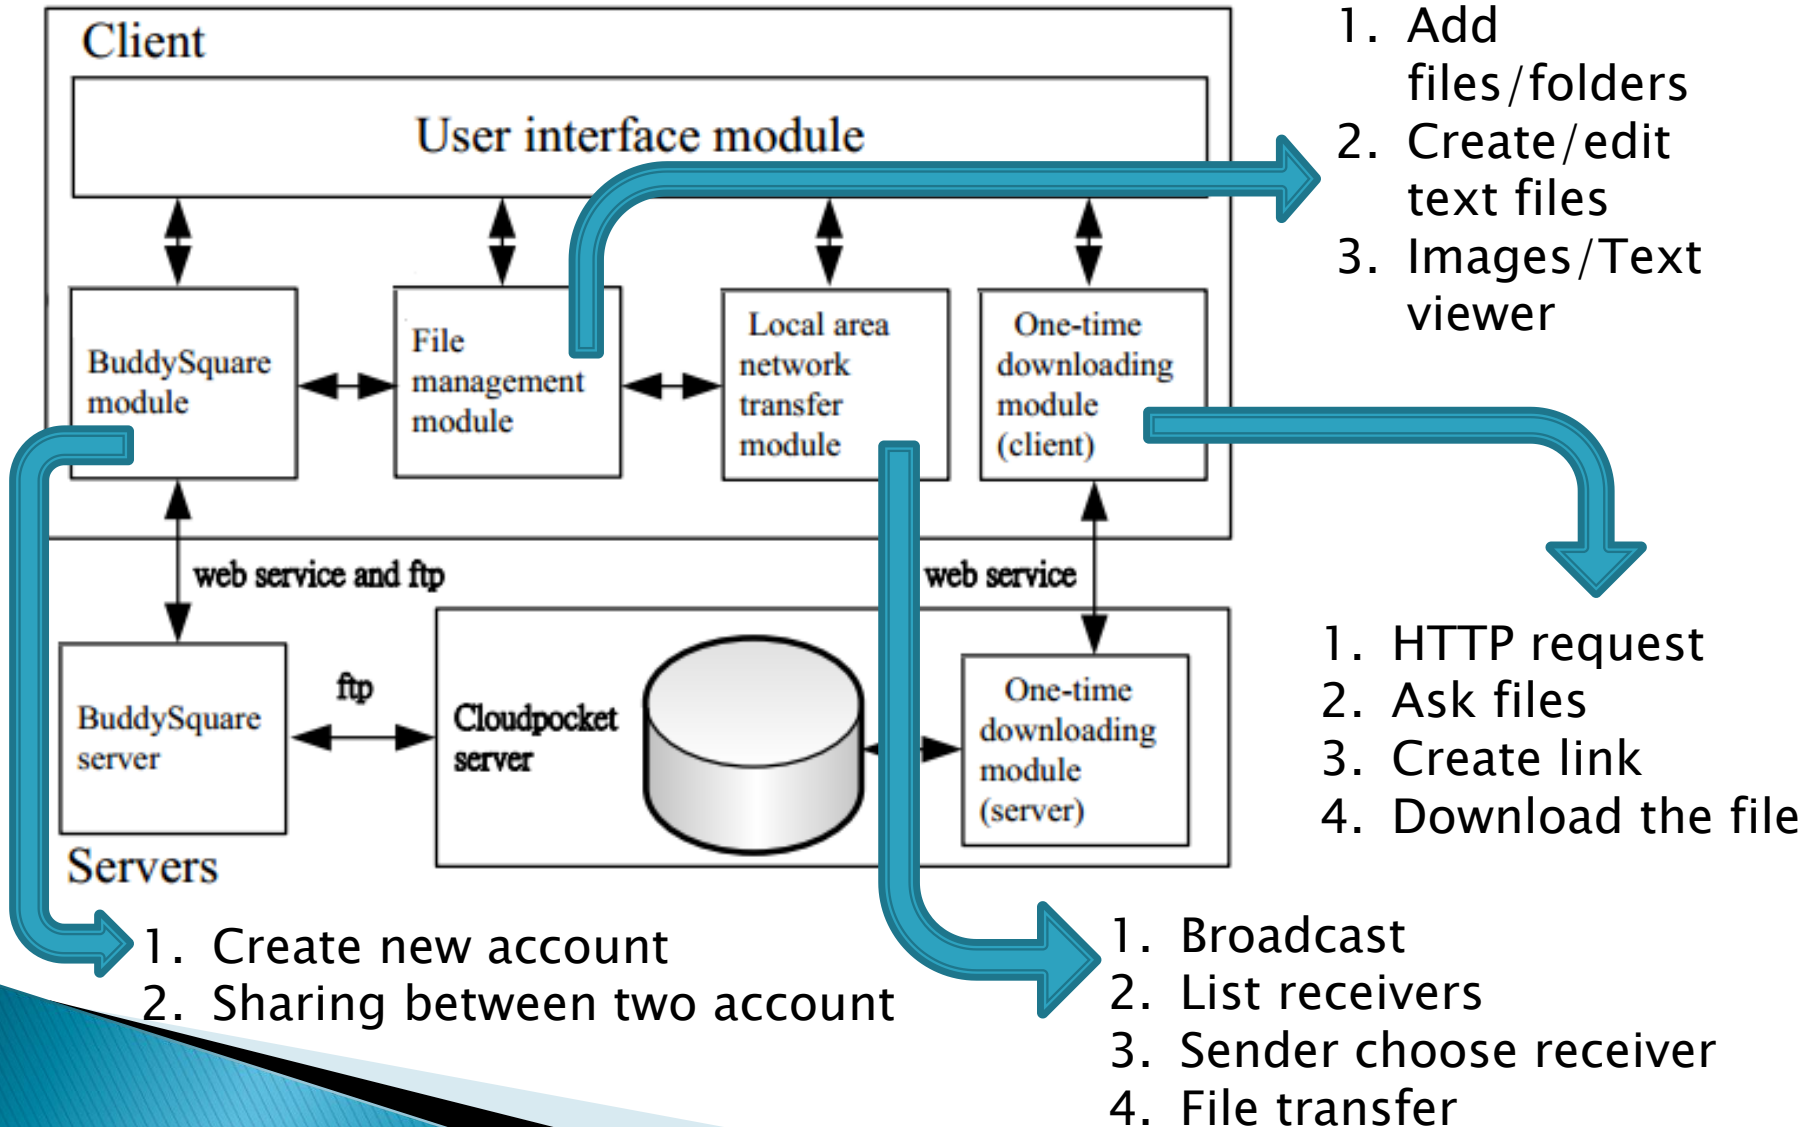 Client
User interface module
BuddySquare
module
File
management
module
Local area
network
transfer
module
One-time
downloading
module
(client)
web service and ftp
web service
BuddySquare
server
ftp
Cloudpocket
server
One-time
downloading
module
(server)
Servers
1. Add
files/folders
2. Create/edit
text files
3. Images/Text
viewer
1. HTTP request
2. Ask files
3. Create link
4. Download the file
1. Create new account
2. Sharing between two account
1. Broadcast
2. List receivers
3. Sender choose receiver
4. File transfer